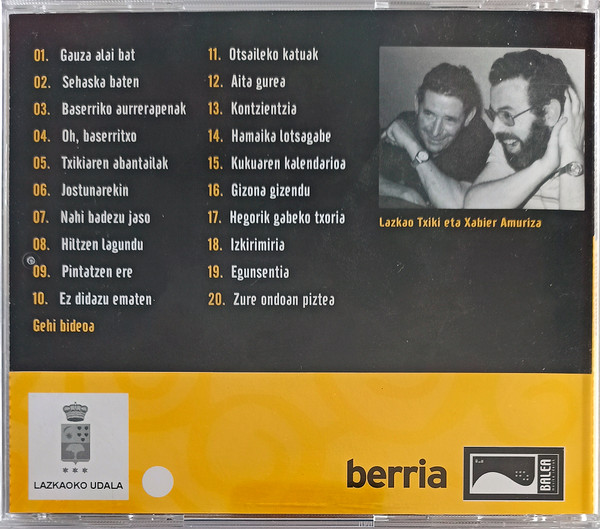 01. Gauza alai bat
02. Sehaska baten
03. Baserriko aurrerapenak
04. Oh, baserritxo
05. Txikiaren abantailak
06. Jostunarekin
07. Nahi badezu jaso
08. Hiltzen lagundu
09. Pintatzen ere
10. Ez didazu ematen
Gehi bideoa
11. Otsaileko katuak
12. Aita gurea
13. Kontzientzia
14. Hamaika lotsagabe
15. Kukuaren kalendarioa
16. Gizona gizendu
17. Hegorik gabeko txoria
18. Izkirimiria
19. Egunsentia
20. Zure ondoan piztea
Lazkao Txiki eta Xabier Amuriza
LAZKAOKO UDALA
berria
BALEA